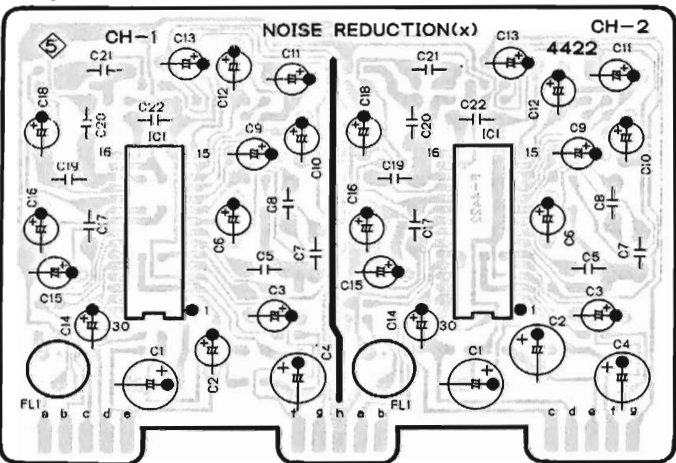 NOISE REDUCTION(x)
5 CH-1 CH-2
4422
C13 C11 C13 C11
C21 C12 C21 C12
C18 C22 C18 C22
C20 IC1 C9 C20 IC1 C9
16 15 C10 16 15 C10
C19 C19
C16 C17 C6 C8 C16 C17 P-4422 C6 C8
C5 C7 C5 C7
C15 C3 C15 C3
C14 30 1 C14 30 1
C1 C2 C4 C1 C2 C4
FL1 FL1
a b c d e f g h a b c d e f g